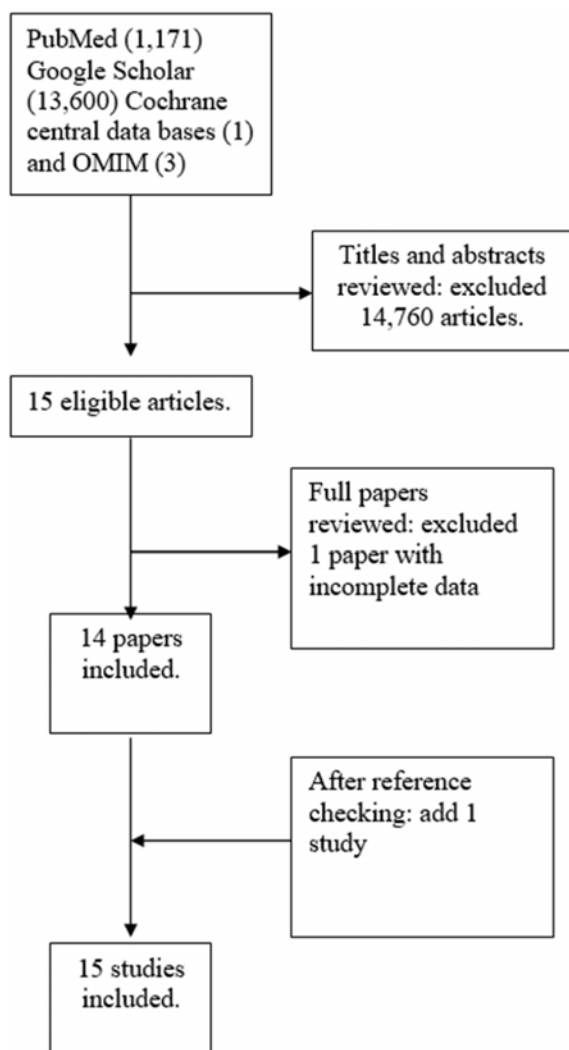 PubMed (1,171)
Google Scholar
(13,600) Cochrane
central data bases (1)
and OMIM (3)
Titles and abstracts
reviewed: excluded
14,760 articles.
15 eligible articles.
Full papers
reviewed: excluded
1 paper with
incomplete data
14 papers
included.
After reference
checking: add 1
study
15 studies
included.